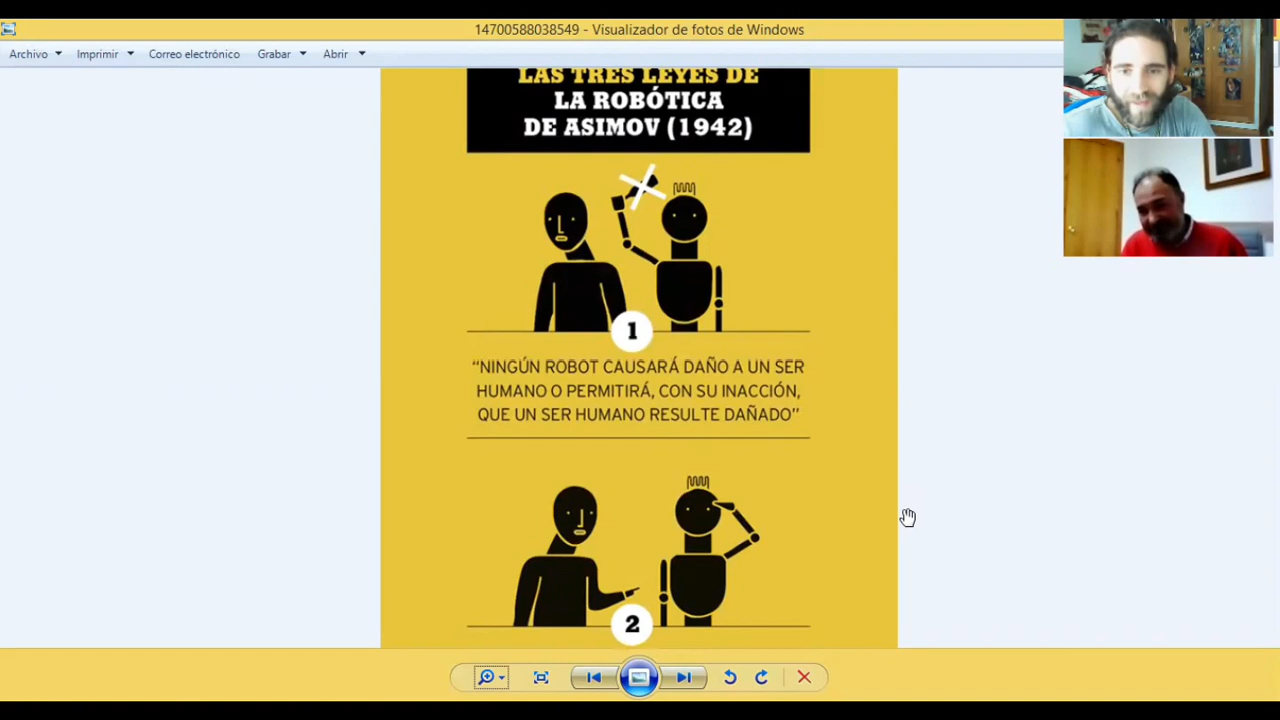 14700588038549 - Visualizador de fotos de Windows
Archivo Imprimir Correo electrónico Grabar Abrir
LAS TRES LEYES DE
LA ROBÓTICA
DE ASIMOV (1942)
1
“NINGÚN ROBOT CAUSARÁ DAÑO A UN SER
HUMANO O PERMITIRÁ, CON SU INACCIÓN,
QUE UN SER HUMANO RESULTE DAÑADO”
2